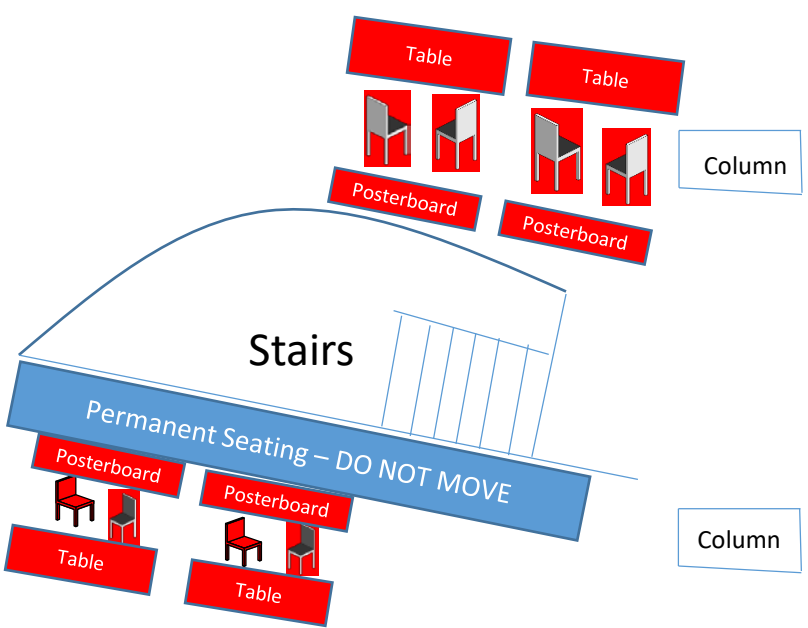 Table
Table
Column
Posterboard
Posterboard
Stairs
Permanent Seating – DO NOT MOVE
Posterboard
Posterboard
Column
Table
Table